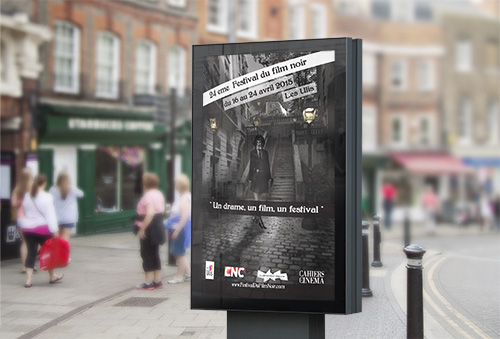 STARBUCKS COFFEE
24 eme Festival du film noir
du 16 au 24 avril 2015
Les Ulis
" Un drame, un film, un festival "
CNC
CAHIERS
CINEMA
www.FestivalDuFilmNoir.com